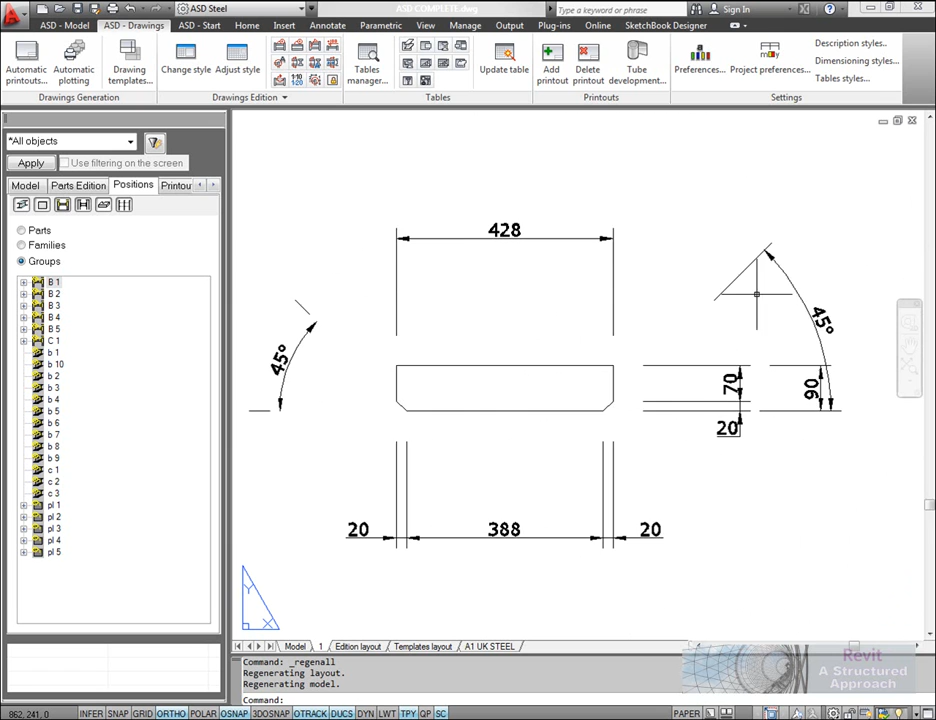 ASD Steel
ASD COMPLETE.dwg
Type a keyword or phrase
Sign In
ASD - Model ASD - Drawings ASD - Start Home Insert Annotate Parametric View Manage Output Plug-ins Online SketchBook Designer
Automatic printouts... Automatic plotting Drawing templates... Change style Adjust style Tables manager... Update table Add printout Delete printout Tube development... Preferences... Project preferences...
Description styles..
Dimensioning styles...
Tables styles...
Drawings Generation Drawings Edition Tables Printouts Settings
*All objects
Apply Use filtering on the screen
Model Parts Edition Positions Printou
Parts
Families
Groups
B 1
B 2
B 3
B 4
B 5
C 1
b 1
b 10
b 2
b 3
b 4
b 5
b 6
b 7
b 8
b 9
c 1
c 2
c 3
pl 1
pl 2
pl 3
pl 4
pl 5
428
45°
45°
70
90
20
20 388 20
Y
X
Model 1 Edition layout Templates layout A1 UK STEEL
Command: _regenall
Regenerating layout.
Regenerating model.
Command:
Revit
A Structured
Approach
862, 241, 0 INFER SNAP GRID ORTHO POLAR OSNAP 3DOSNAP OTRACK DUCS DYN LWT TPY QP SC PAPER